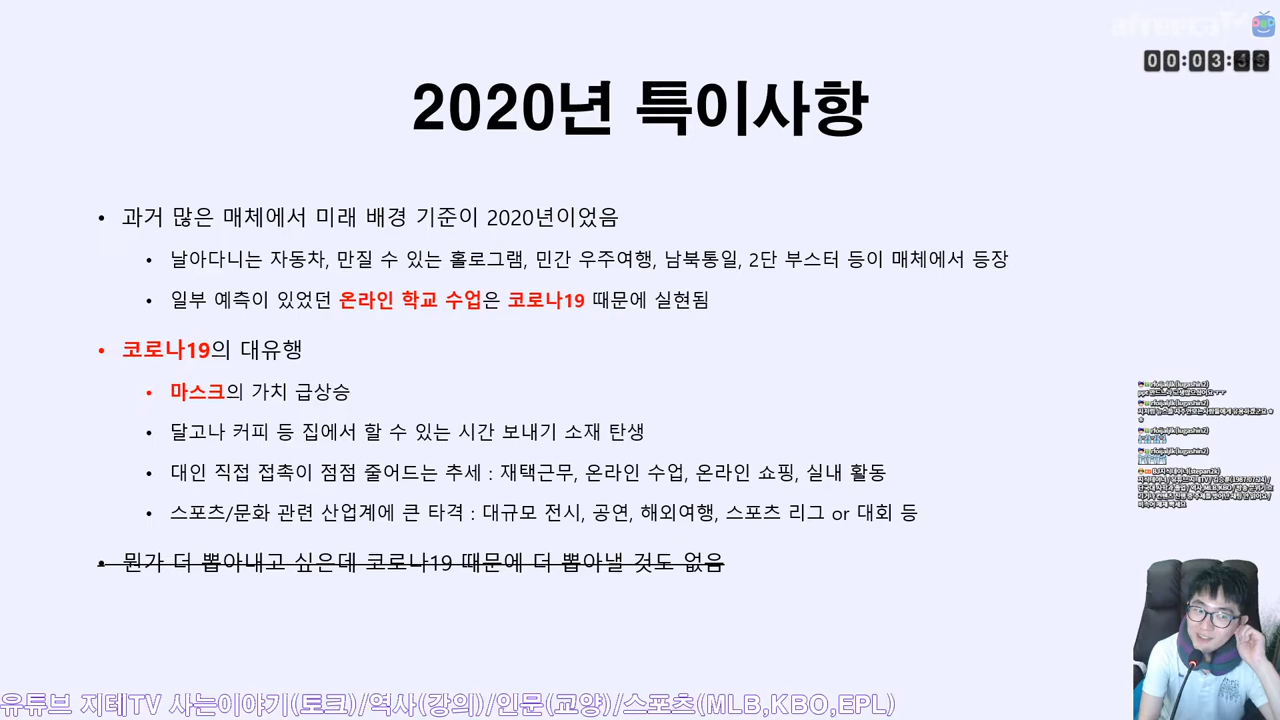 afreecaTV
2020년 특이사항
• 과거 많은 매체에서 미래 배경 기준이 2020년이었음
• 날아다니는 자동차, 만질 수 있는 홀로그램, 민간 우주여행, 남북통일, 2단 부스터 등이 매체에서 등장
• 일부 예측이 있었던 온라인 학교 수업은 코로나19 때문에 실현됨
• 코로나19의 대유행
• 마스크의 가치 급상승
• 달고나 커피 등 집에서 할 수 있는 시간 보내기 소재 탄생
• 대인 직접 접촉이 점점 줄어드는 추세 : 재택근무, 온라인 수업, 온라인 쇼핑, 실내 활동
• 스포츠/문화 관련 산업계에 큰 타격 : 대규모 전시, 공연, 해외여행, 스포츠 리그 or 대회 등
• 뭔가 더 뽑아내고 싶은데 코로나19 때문에 더 뽑아낼 것도 없음
유튜브 지테TV 사는이야기(토크)/역사(강의)/인문(교양)/스포츠(MLB,KBO,EPL)